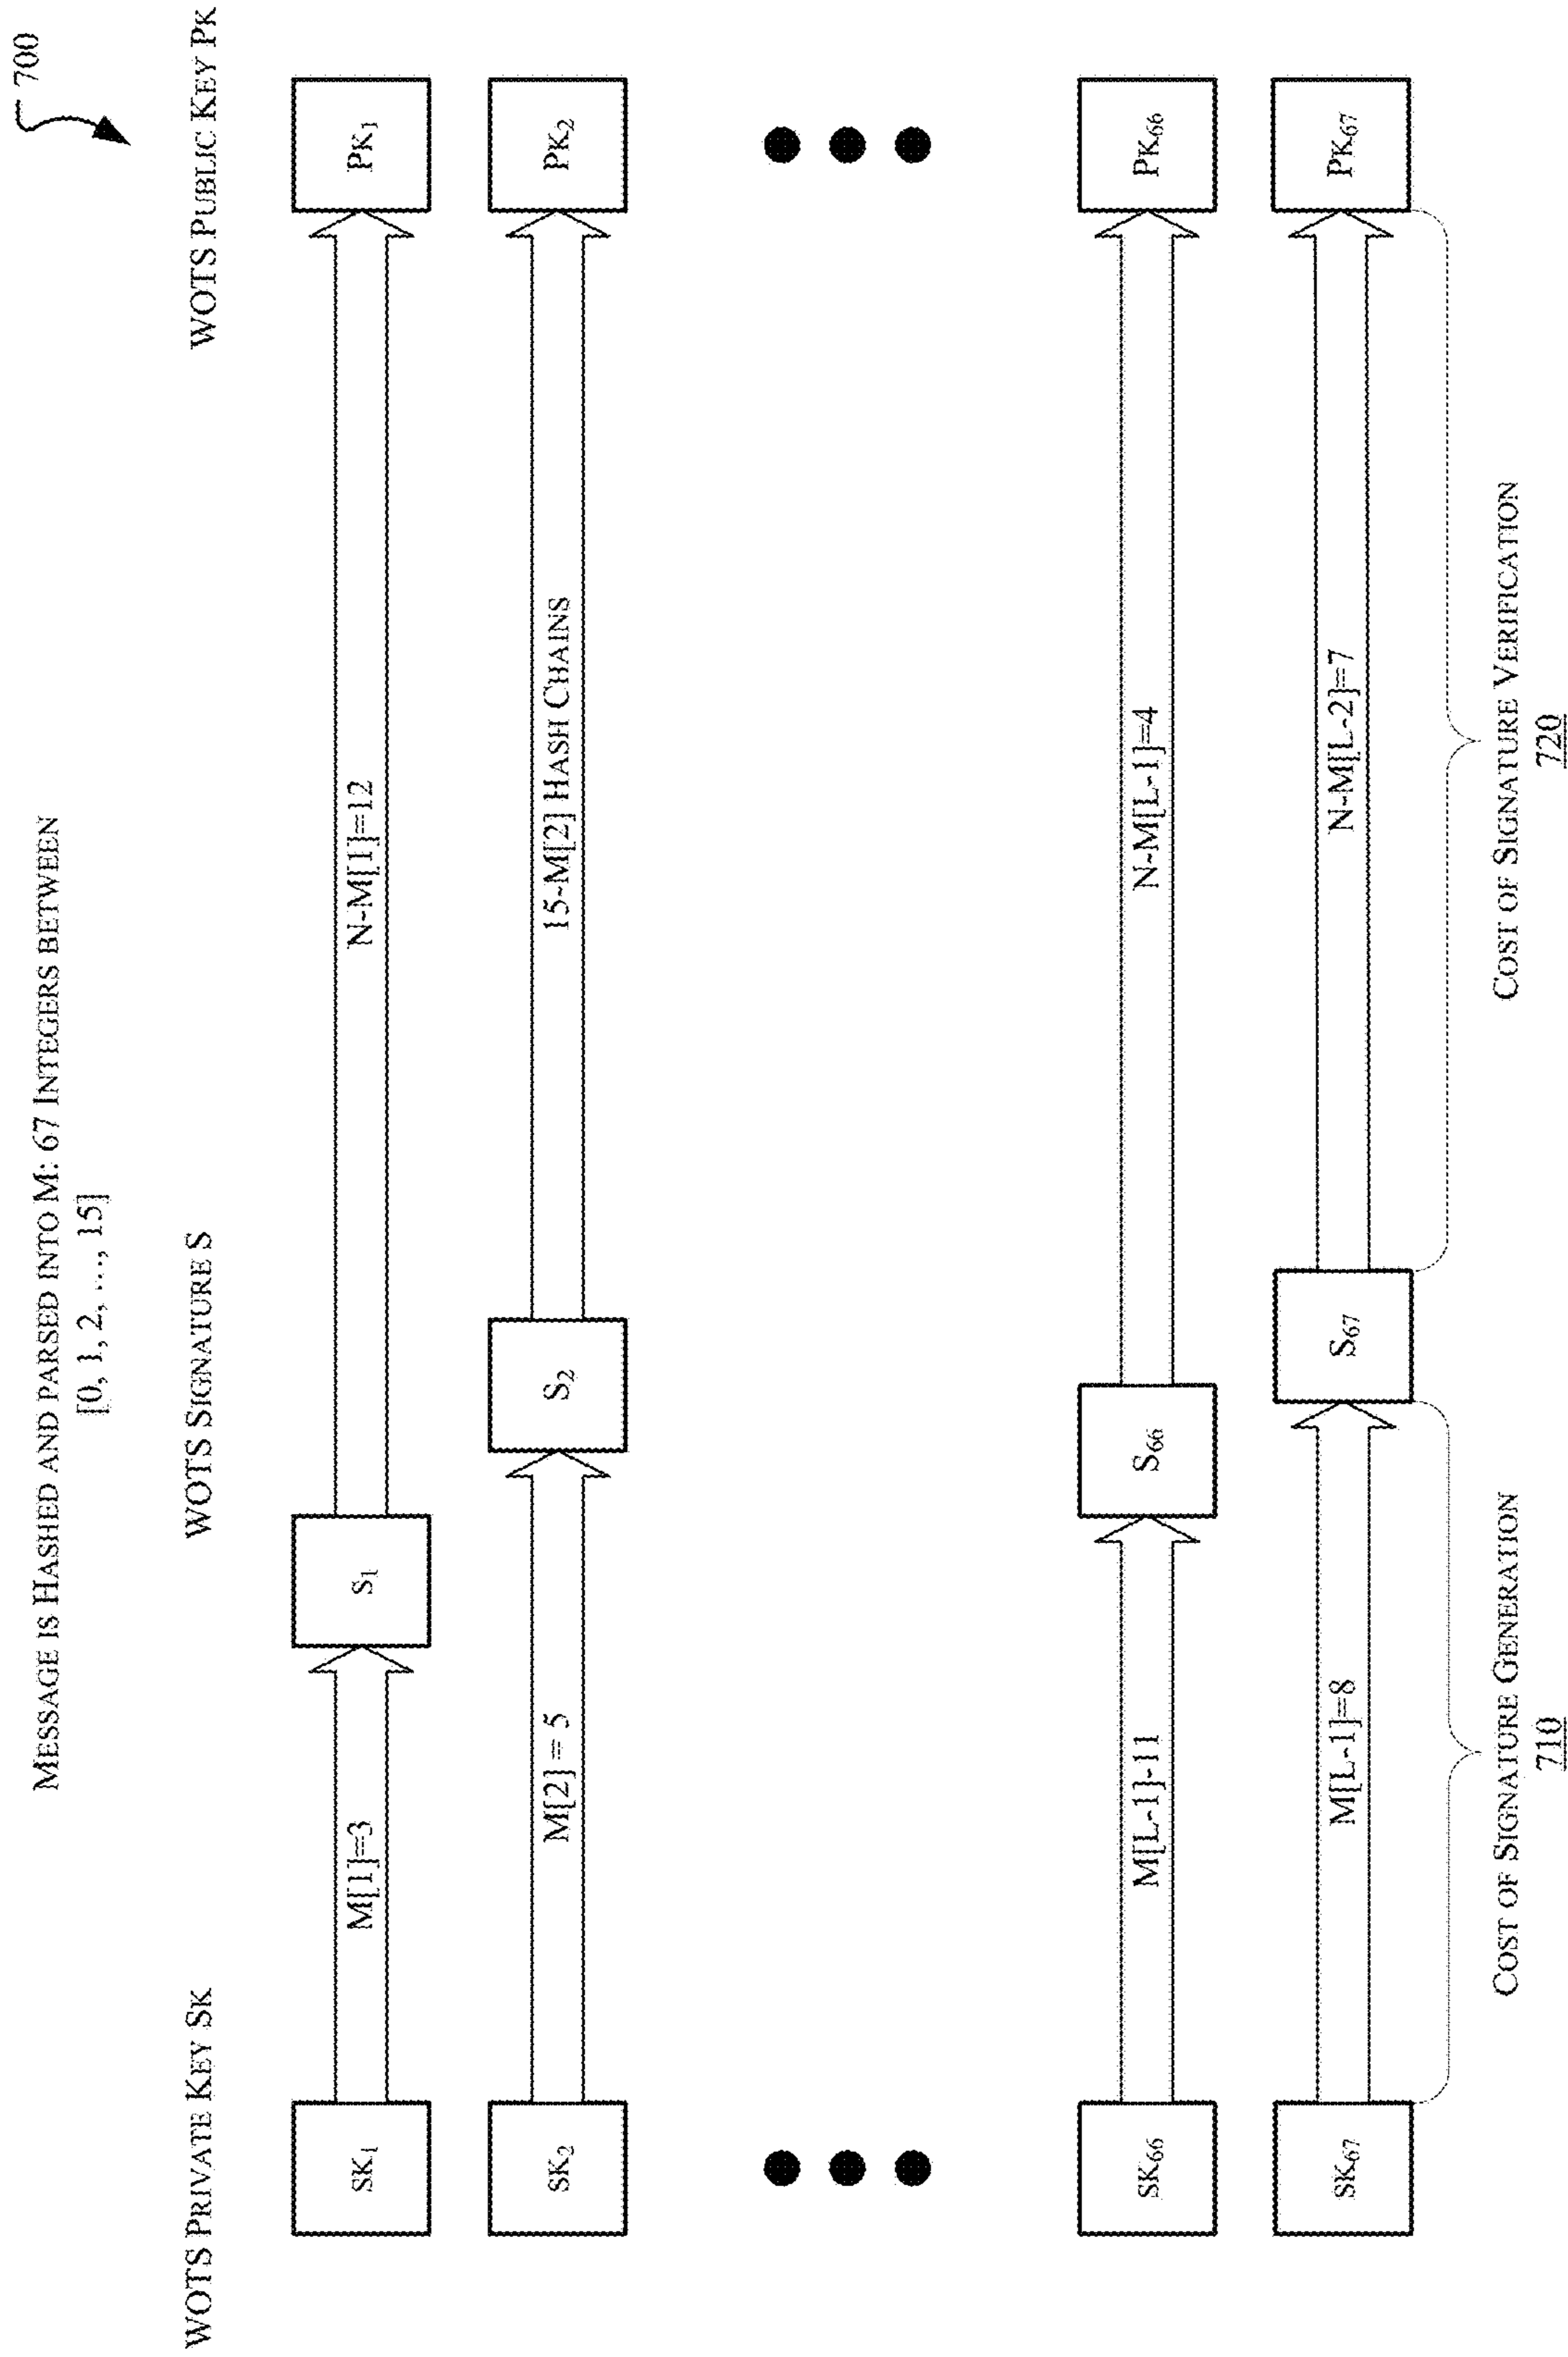 700
MESSAGE IS HASHED AND PARSED INTO M: 67 INTEGERS BETWEEN
[0, 1, 2, ..., 15]
WOTS PRIVATE KEY SK
WOTS SIGNATURE S
WOTS PUBLIC KEY PK
SK1
M[1]=3
S1
N-M[1]=12
PK1
SK2
M[2] = 5
S2
15-M[2] HASH CHAINS
PK2
SK66
M[L-1]-11
S66
N-M[L-1]=4
PK66
SK67
M[L-1]=8
S67
N-M[L-2]=7
PK67
COST OF SIGNATURE GENERATION
710
COST OF SIGNATURE VERIFICATION
720